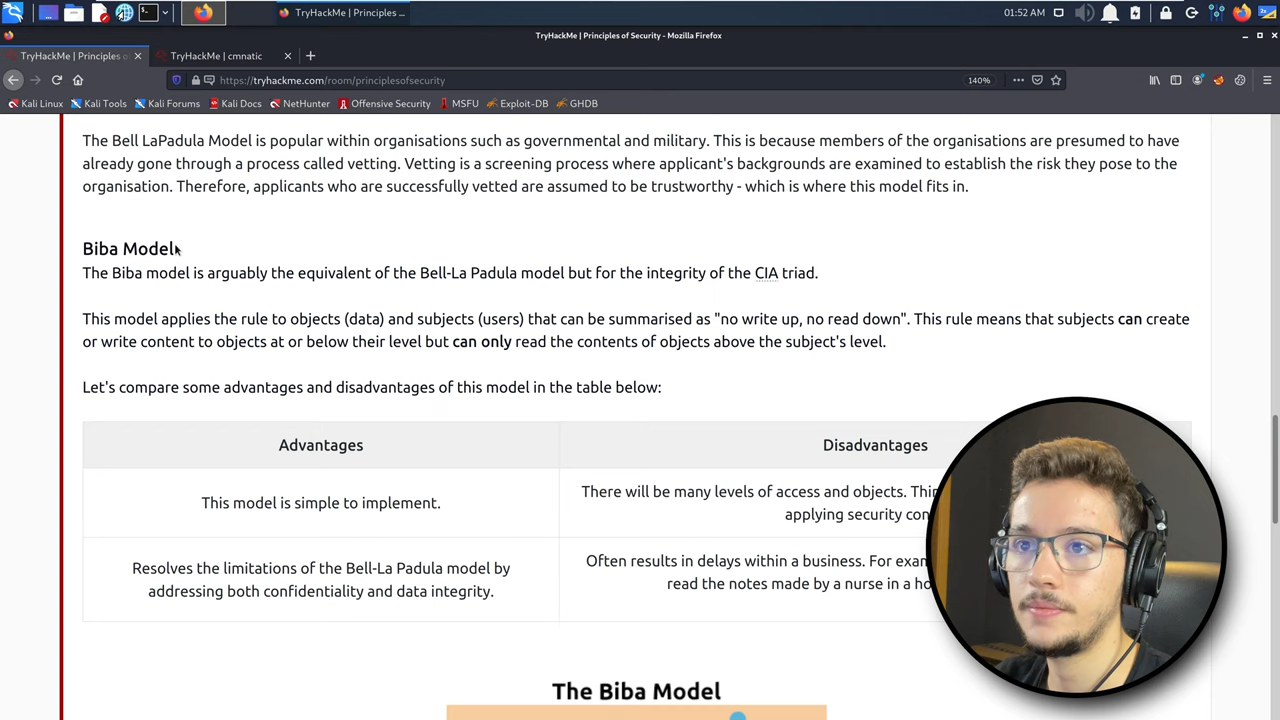 TryHackMe | Principles ...
01:52 AM
TryHackMe | Principles of Security - Mozilla Firefox
TryHackMe | Principles of
TryHackMe | cmnatic
https://tryhackme.com/room/principlesofsecurity
140%
Kali Linux
Kali Tools
Kali Forums
Kali Docs
NetHunter
Offensive Security
MSFU
Exploit-DB
GHDB
The Bell LaPadula Model is popular within organisations such as governmental and military. This is because members of the organisations are presumed to have
already gone through a process called vetting. Vetting is a screening process where applicant's backgrounds are examined to establish the risk they pose to the
organisation. Therefore, applicants who are successfully vetted are assumed to be trustworthy - which is where this model fits in.
Biba Model
The Biba model is arguably the equivalent of the Bell-La Padula model but for the integrity of the CIA triad.
This model applies the rule to objects (data) and subjects (users) that can be summarised as "no write up, no read down". This rule means that subjects can create
or write content to objects at or below their level but can only read the contents of objects above the subject's level.
Let's compare some advantages and disadvantages of this model in the table below:
Advantages
Disadvantages
This model is simple to implement.
There will be many levels of access and objects.
applying security
Resolves the limitations of the Bell-La Padula model by
addressing both confidentiality and data integrity.
Often results in delays within a business. For
read the notes made by a nurse in a
The Biba Model